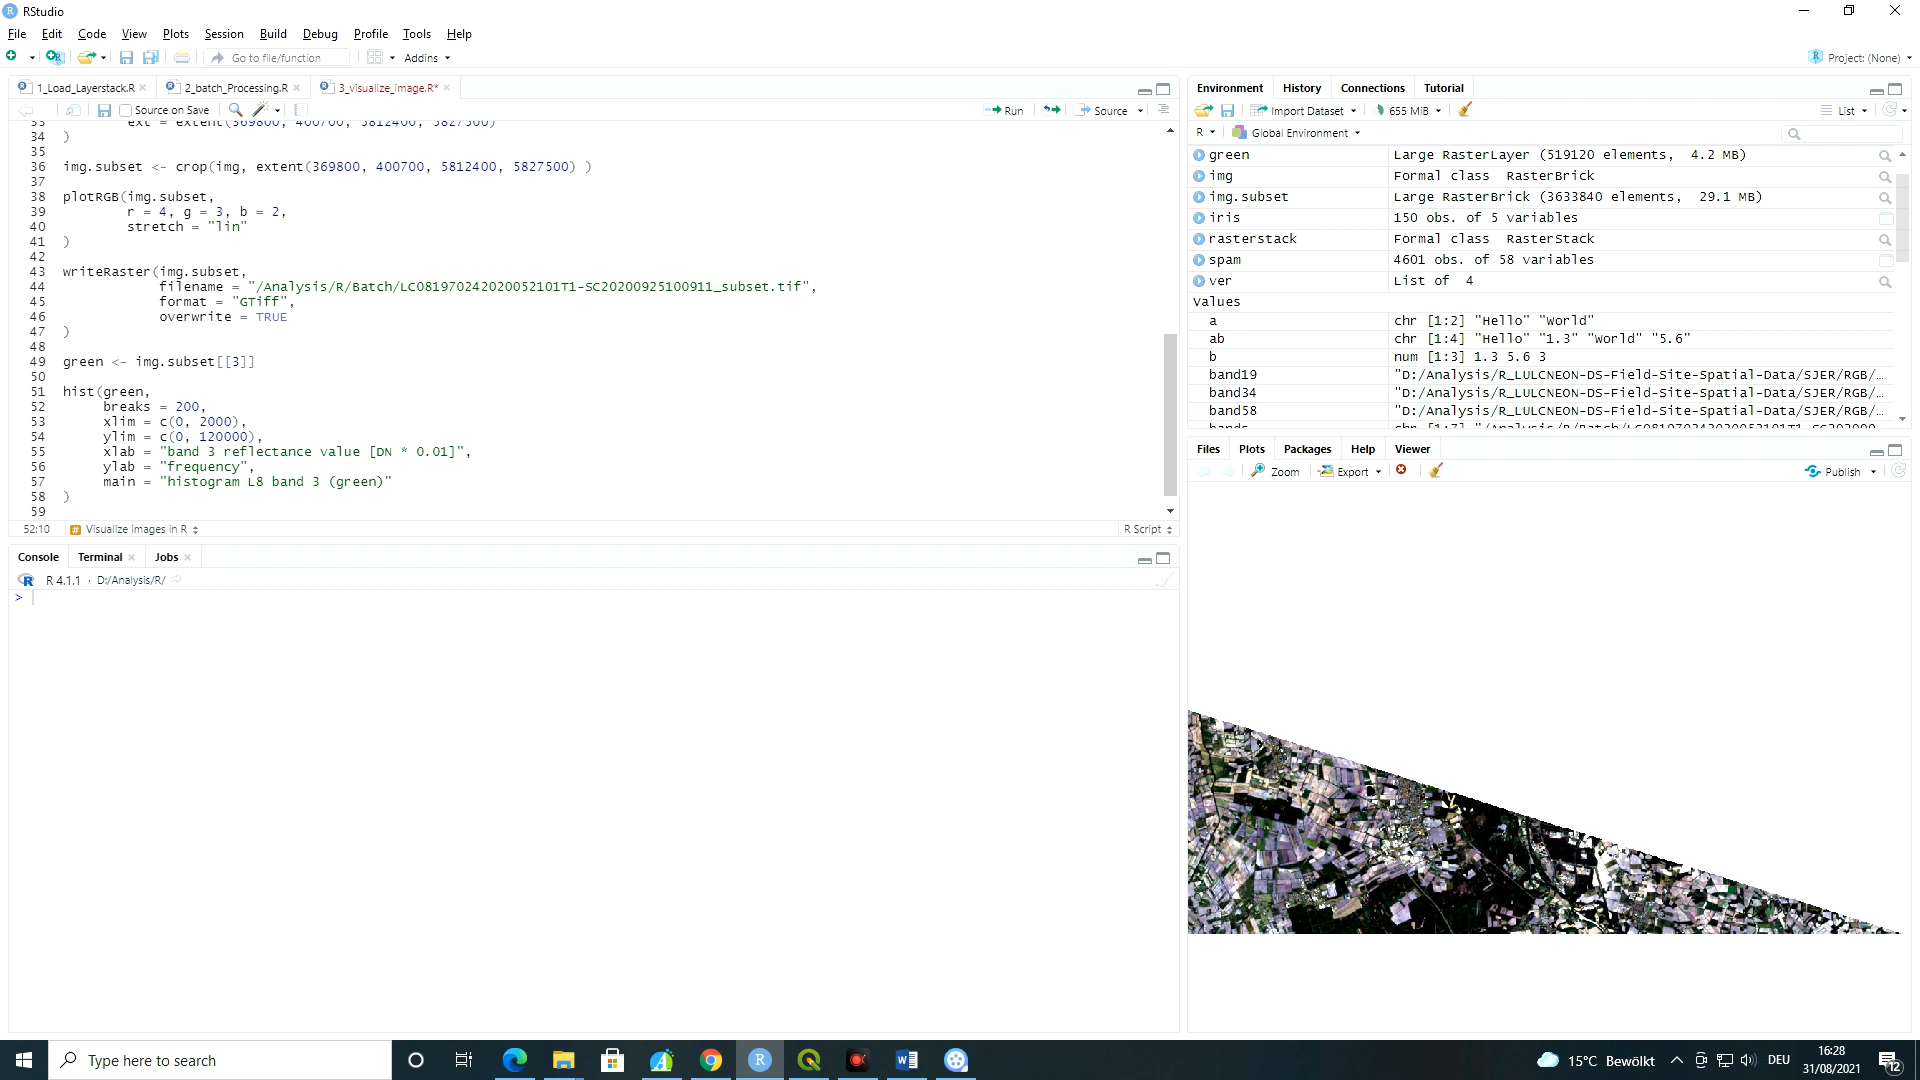 RStudio
File Edit Code View Plots Session Build Debug Profile Tools Help
Go to file/function Addins Project: (None)
1_Load_Layerstack.R 2_batch_Processing.R 3_visualize_image.R*
Source on Save Run Source
33 ext = extent(369800, 400700, 5812400, 5827500)
34 )
35
36 img.subset <- crop(img, extent(369800, 400700, 5812400, 5827500) )
37
38 plotRGB(img.subset,
39 r = 4, g = 3, b = 2,
40 stretch = "lin"
41 )
42
43 writeRaster(img.subset,
44 filename = "/Analysis/R/Batch/LC081970242020052101T1-SC20200925100911_subset.tif",
45 format = "GTiff",
46 overwrite = TRUE
47 )
48
49 green <- img.subset[[3]]
50
51 hist(green,
52 breaks = 200,
53 xlim = c(0, 2000),
54 ylim = c(0, 120000),
55 xlab = "band 3 reflectance value [DN * 0.01]",
56 ylab = "frequency",
57 main = "histogram L8 band 3 (green)"
58 )
59
52:10 Visualize images in R R Script
Console Terminal Jobs
R 4.1.1 · D:/Analysis/R/
>
Environment History Connections Tutorial
Import Dataset 655 MiB List
R Global Environment
green Large RasterLayer (519120 elements, 4.2 MB)
img Formal class RasterBrick
img.subset Large RasterBrick (3633840 elements, 29.1 MB)
iris 150 obs. of 5 variables
rasterstack Formal class RasterStack
spam 4601 obs. of 58 variables
ver List of 4
Values
a chr [1:2] "Hello" "World"
ab chr [1:4] "Hello" "1.3" "World" "5.6"
b num [1:3] 1.3 5.6 3
band19 "D:/Analysis/R_LULCNEON-DS-Field-Site-Spatial-Data/SJER/RGB/…
band34 "D:/Analysis/R_LULCNEON-DS-Field-Site-Spatial-Data/SJER/RGB/…
band58 "D:/Analysis/R_LULCNEON-DS-Field-Site-Spatial-Data/SJER/RGB/…
Files Plots Packages Help Viewer
Zoom Export Publish
Type here to search
15°C Bewölkt DEU 16:28
31/08/2021
12